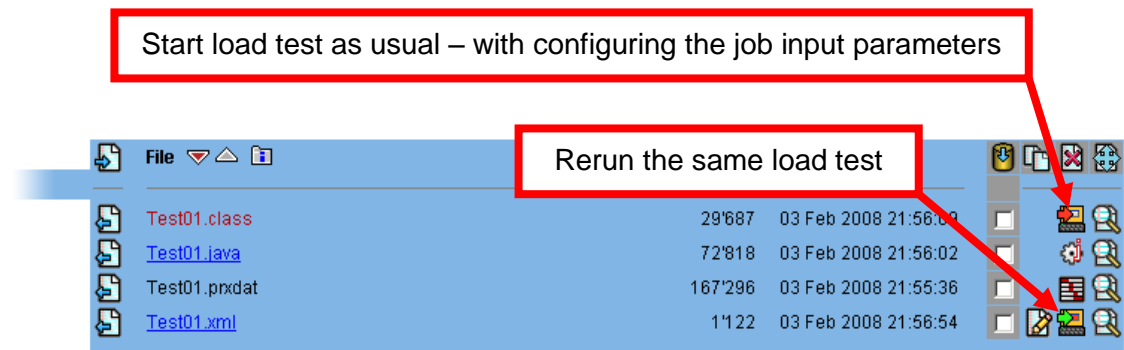 Start load test as usual – with configuring the job input parameters
File
Rerun the same load test
Test01.class 29'687 03 Feb 2008 21:56:09
Test01.java 72'818 03 Feb 2008 21:56:02
Test01.prxdat 167'296 03 Feb 2008 21:55:36
Test01.xml 1'122 03 Feb 2008 21:56:54